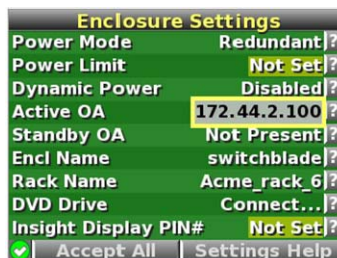 Enclosure Settings
Power Mode Redundant ?
Power Limit Not Set ?
Dynamic Power Disabled ?
Active OA 172.44.2.100 ?
Standby OA Not Present ?
Encl Name switchblade ?
Rack Name Acme_rack_6 ?
DVD Drive Connect... ?
Insight Display PIN# Not Set ?
Accept All Settings Help